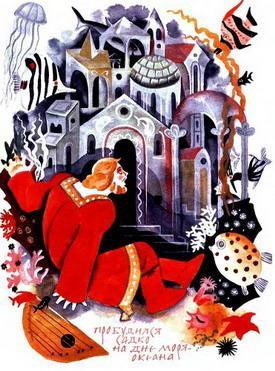 пробудился
садко
на дне моря-
океана